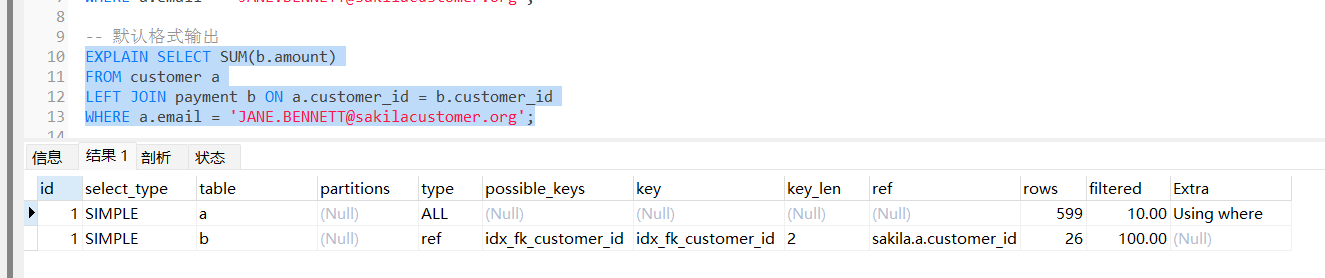 WHERE a.email = 'JANE.BENNETT@sakilacustomer.org';
8
9 -- 默认格式输出
10 EXPLAIN SELECT SUM(b.amount)
11 FROM customer a
12 LEFT JOIN payment b ON a.customer_id = b.customer_id
13 WHERE a.email = 'JANE.BENNETT@sakilacustomer.org';
14
信息 结果 1 剖析 状态
id select_type table partitions type possible_keys key key_len ref rows filtered Extra
1 SIMPLE a (Null) ALL (Null) (Null) (Null) (Null) 599 10.00 Using where
1 SIMPLE b (Null) ref idx_fk_customer_id idx_fk_customer_id 2 sakila.a.customer_id 26 100.00 (Null)